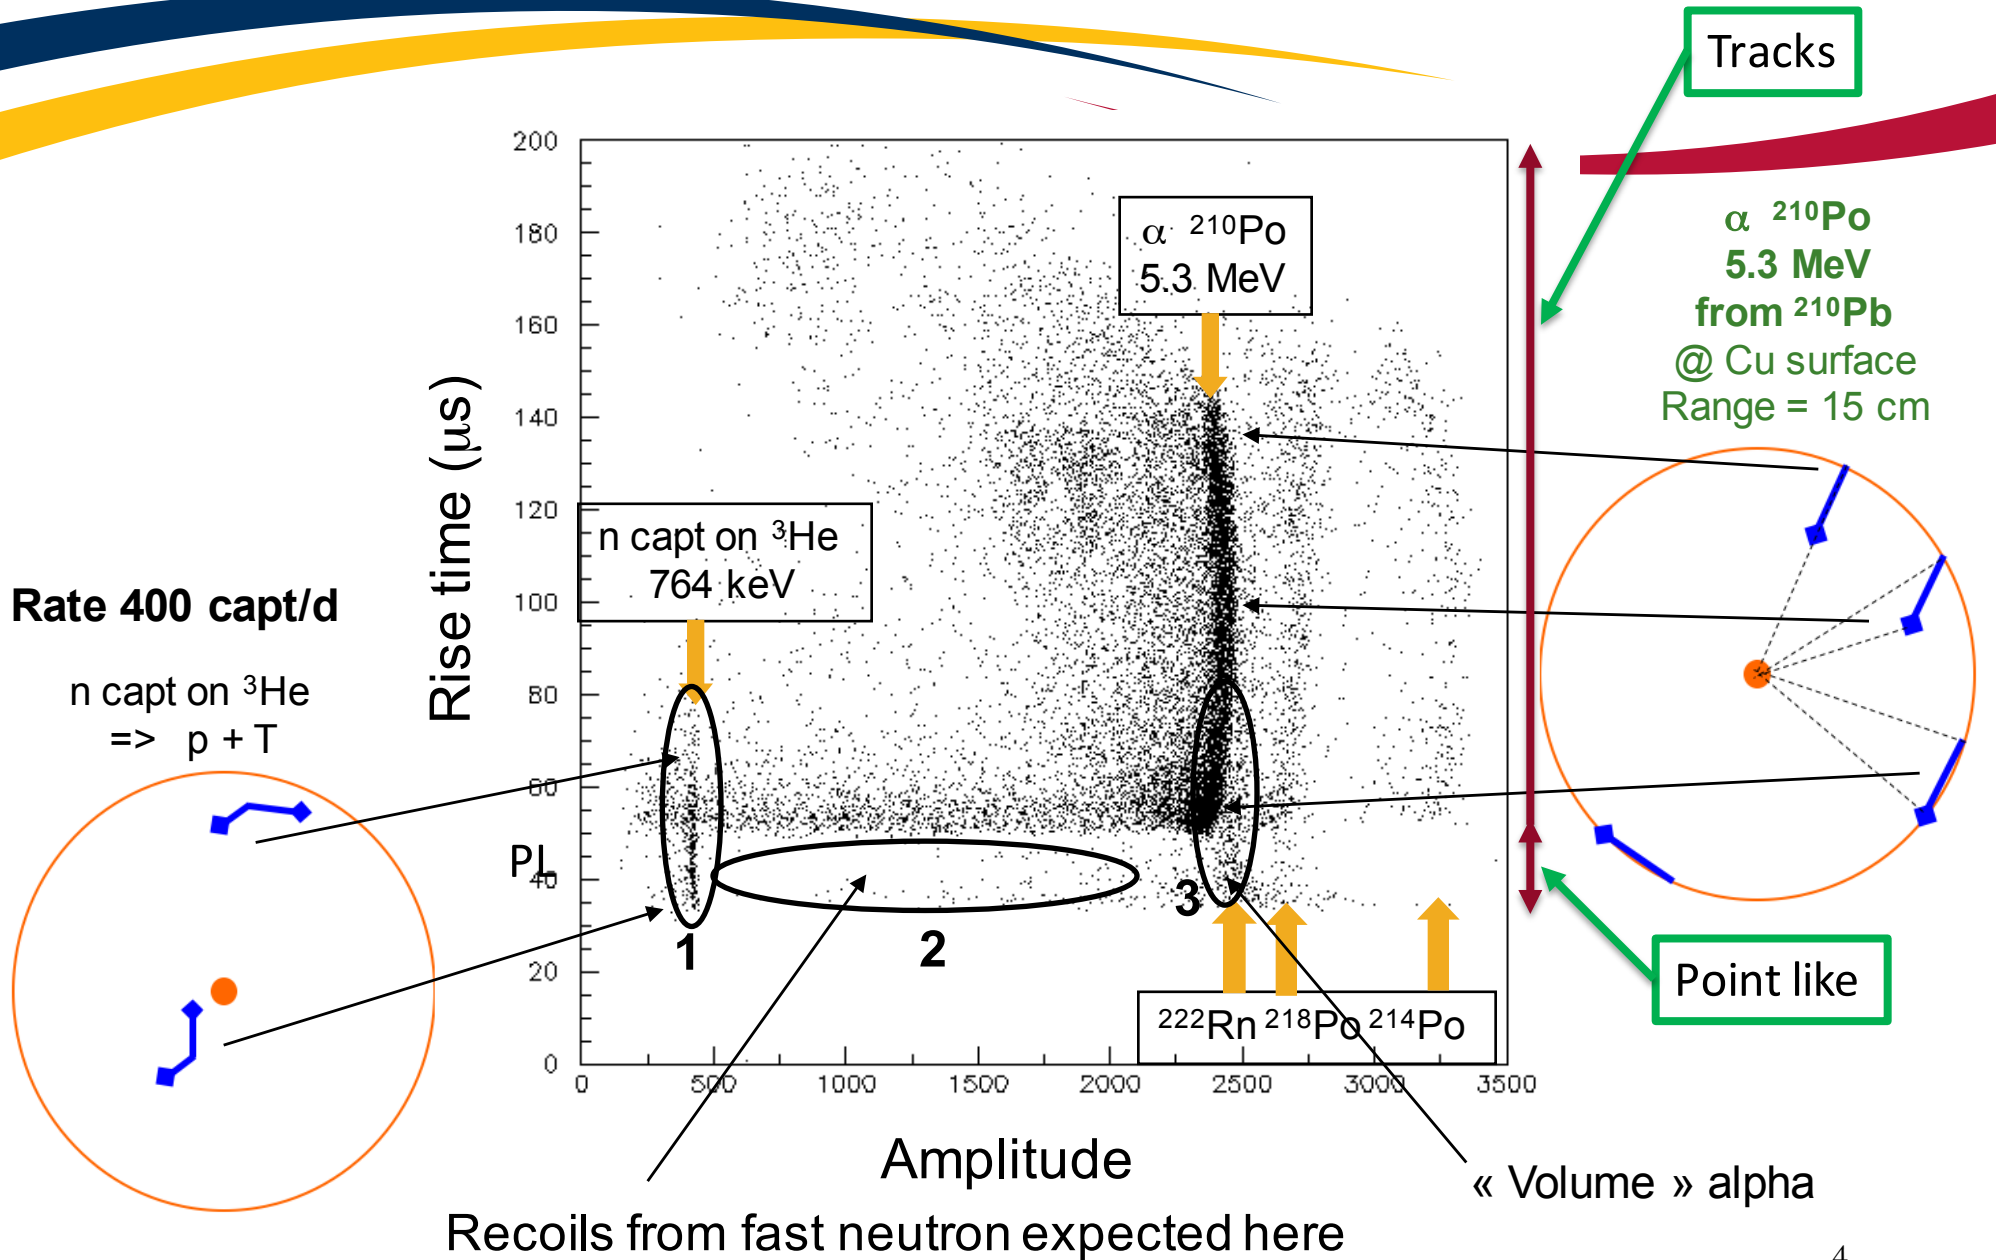 Tracks
200
180
160
140
120
100
80
60
40
20
0
Rise time (µs)
α ²¹⁰Po
5.3 MeV
α ²¹⁰Po
5.3 MeV
from ²¹⁰Pb
@ Cu surface
Range = 15 cm
n capt on ³He
764 keV
Rate 400 capt/d
n capt on ³He
=> p + T
PL
1
2
3
Point like
²²²Rn ²¹⁸Po ²¹⁴Po
0 500 1000 1500 2000 2500 3000 3500
Amplitude
« Volume » alpha
Recoils from fast neutron expected here
4